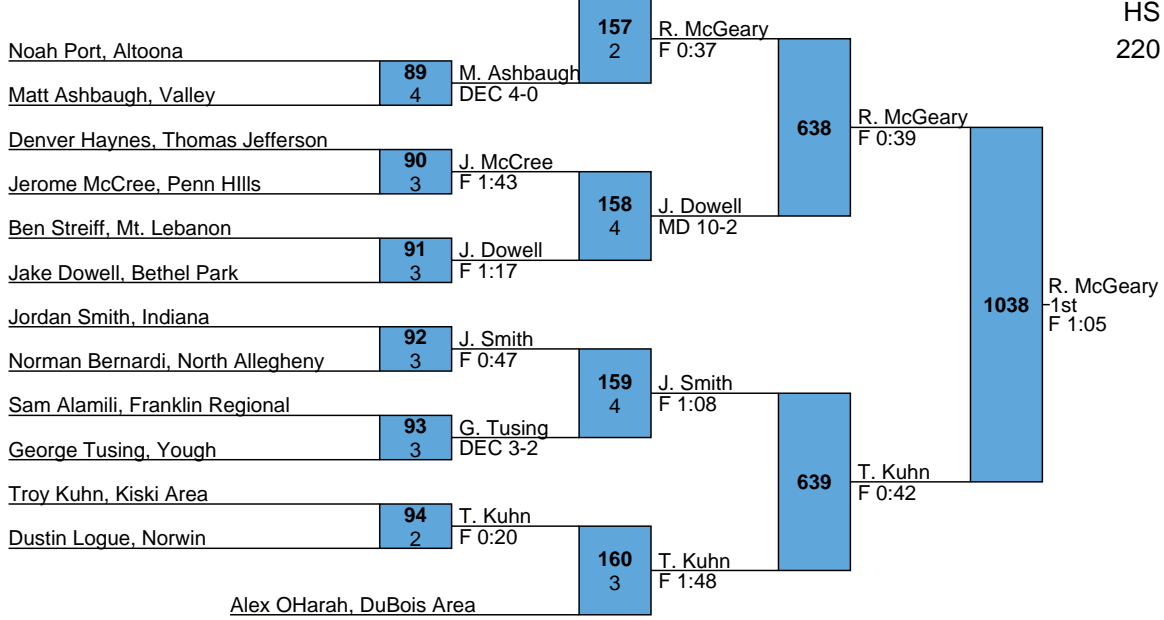 HS
220
157
2
R. McGeary
F 0:37
Noah Port, Altoona
89
4
M. Ashbaugh
DEC 4-0
Matt Ashbaugh, Valley
638
R. McGeary
F 0:39
Denver Haynes, Thomas Jefferson
90
3
J. McCree
F 1:43
Jerome McCree, Penn HIlls
158
4
J. Dowell
MD 10-2
Ben Streiff, Mt. Lebanon
91
3
J. Dowell
F 1:17
Jake Dowell, Bethel Park
1038
R. McGeary
1st
F 1:05
Jordan Smith, Indiana
92
3
J. Smith
F 0:47
Norman Bernardi, North Allegheny
159
4
J. Smith
F 1:08
Sam Alamili, Franklin Regional
93
3
G. Tusing
DEC 3-2
George Tusing, Yough
639
T. Kuhn
F 0:42
Troy Kuhn, Kiski Area
94
2
T. Kuhn
F 0:20
Dustin Logue, Norwin
160
3
T. Kuhn
F 1:48
Alex OHarah, DuBois Area